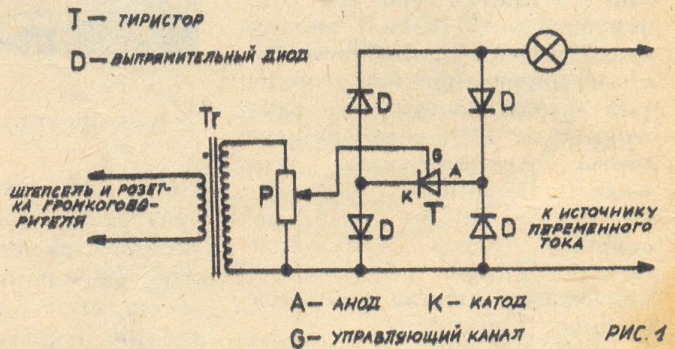 T — ТИРИСТОР
D — ВЫПРЯМИТЕЛЬНЫЙ ДИОД
Tr
D
D
ШТЕПСЕЛЬ И РОЗЕТ-
КА ГРОМКОГОВО-
РИТЕЛЯ
P
G
A
K
T
D
D
К ИСТОЧНИКУ
ПЕРЕМЕННОГО
ТОКА
A — АНОД K — КАТОД
G — УПРАВЛЯЮЩИЙ КАНАЛ
РИС. 1